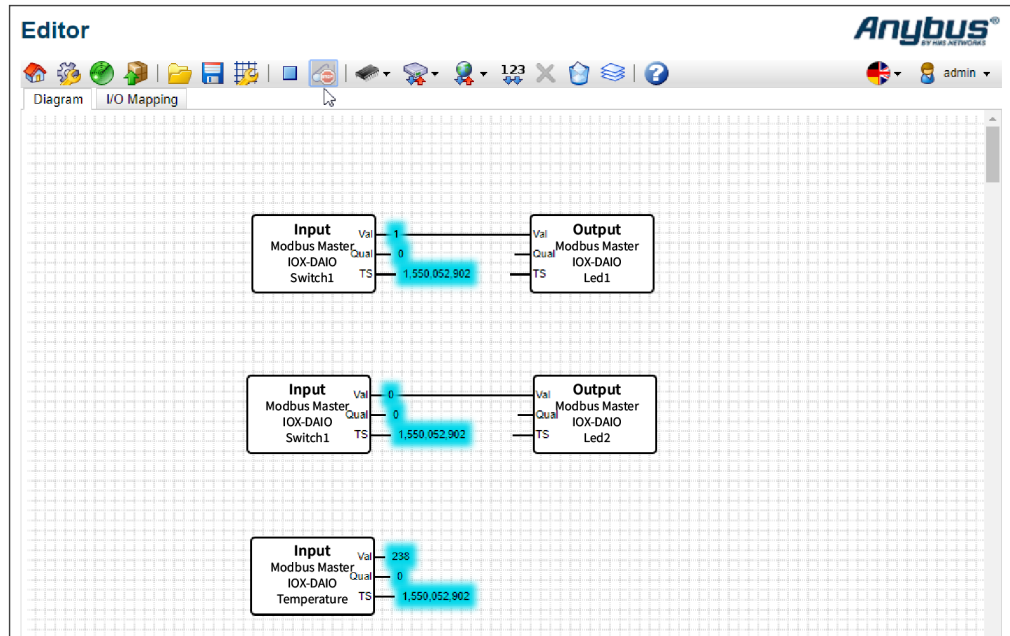 Editor
Anybus®
BY HMS NETWORKS
123
admin
Diagram
I/O Mapping
Input
Modbus Master
IOX-DAIO
Switch1
Val
Qual
TS
1
0
1,550,052,902
Output
Modbus Master
IOX-DAIO
Led1
Val
Qual
TS
Input
Modbus Master
IOX-DAIO
Switch1
Val
Qual
TS
0
0
1,550,052,902
Output
Modbus Master
IOX-DAIO
Led2
Val
Qual
TS
Input
Modbus Master
IOX-DAIO
Temperature
Val
Qual
TS
238
0
1,550,052,902